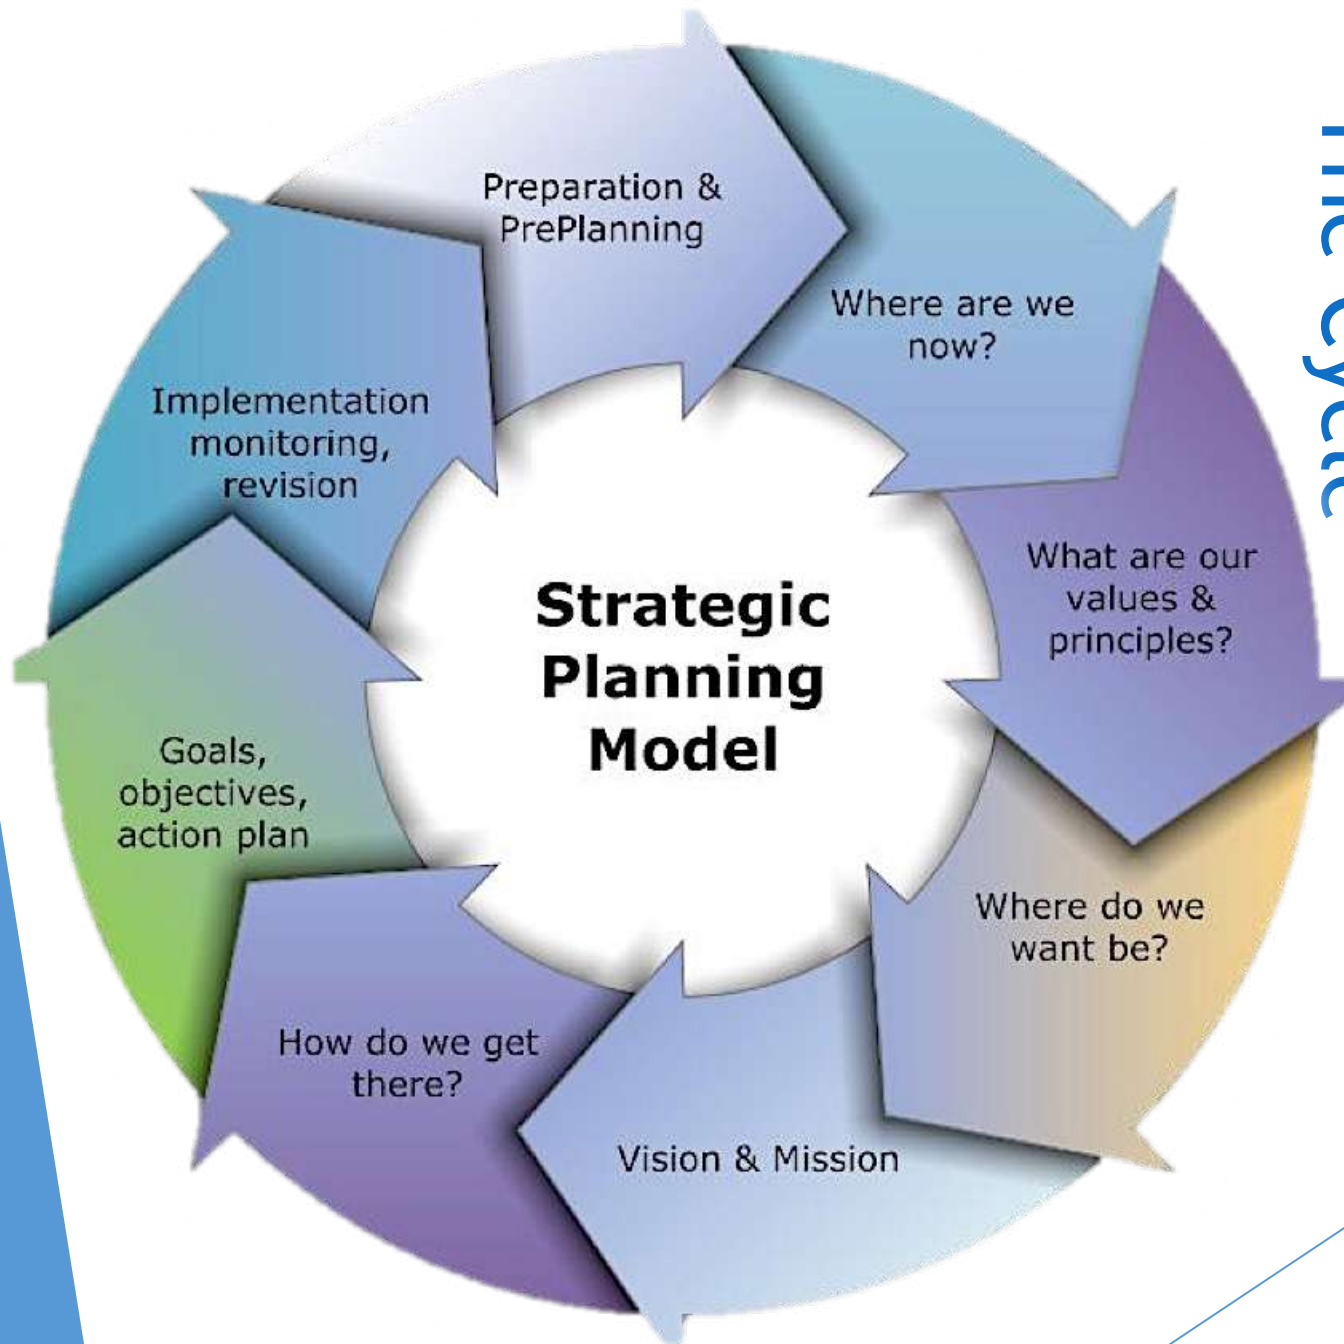 Preparation &
PrePlanning
Where are we
now?
What are our
values &
principles?
Where do we
want be?
Vision & Mission
How do we get
there?
Goals,
objectives,
action plan
Implementation
monitoring,
revision
Strategic
Planning
Model